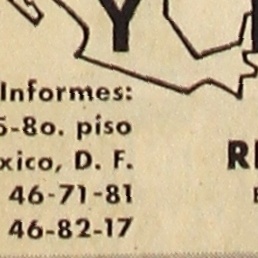 Y
Informes:
5-8o. piso
xico, D. F.
46-71-81
46-82-17
R